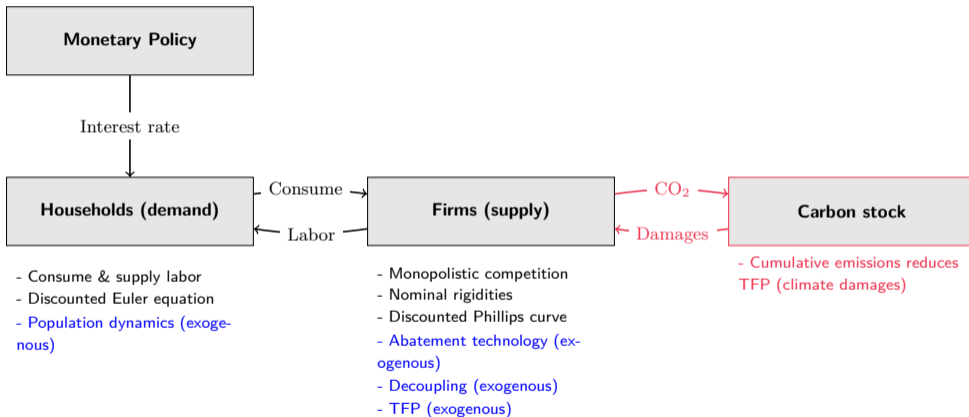 Monetary Policy
Interest rate
Households (demand)
Consume
Labor
Firms (supply)
CO₂
Damages
Carbon stock
- Consume & supply labor
- Discounted Euler equation
- Population dynamics (exoge-
nous)
- Monopolistic competition
- Nominal rigidities
- Discounted Phillips curve
- Abatement technology (ex-
ogenous)
- Decoupling (exogenous)
- TFP (exogenous)
- Cumulative emissions reduces
TFP (climate damages)